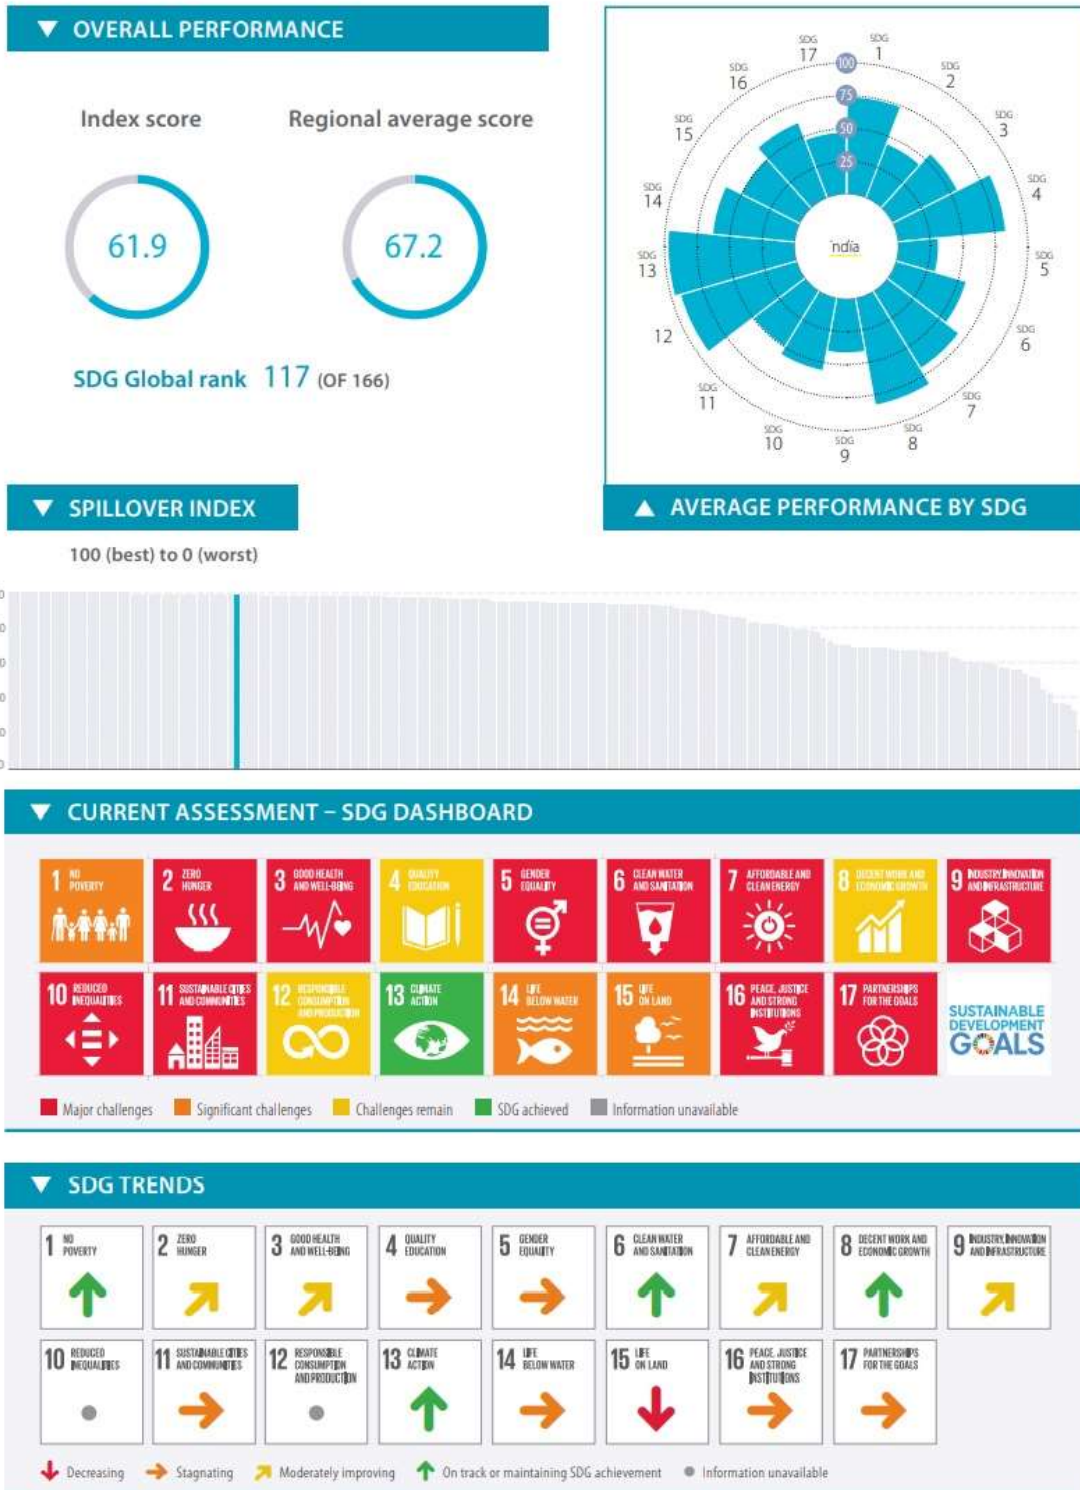 ▼ OVERALL PERFORMANCE
Index score
Regional average score
61.9
67.2
SDG Global rank 117 (OF 166)
SDG 1
SDG 2
SDG 3
SDG 4
SDG 5
SDG 6
SDG 7
SDG 8
SDG 9
SDG 10
SDG 11
12
SDG 13
SDG 14
SDG 15
SDG 16
SDG 17
100
75
50
25
ndia
▲ AVERAGE PERFORMANCE BY SDG
▼ SPILLOVER INDEX
100 (best) to 0 (worst)
0
0
0
0
0
0
▼ CURRENT ASSESSMENT – SDG DASHBOARD
1 NO POVERTY
2 ZERO HUNGER
3 GOOD HEALTH AND WELL-BEING
4 QUALITY EDUCATION
5 GENDER EQUALITY
6 CLEAN WATER AND SANITATION
7 AFFORDABLE AND CLEAN ENERGY
8 DECENT WORK AND ECONOMIC GROWTH
9 INDUSTRY, INNOVATION AND INFRASTRUCTURE
10 REDUCED INEQUALITIES
11 SUSTAINABLE CITIES AND COMMUNITIES
12 RESPONSIBLE CONSUMPTION AND PRODUCTION
13 CLIMATE ACTION
14 LIFE BELOW WATER
15 LIFE ON LAND
16 PEACE, JUSTICE AND STRONG INSTITUTIONS
17 PARTNERSHIPS FOR THE GOALS
SUSTAINABLE
DEVELOPMENT
GOALS
Major challenges
Significant challenges
Challenges remain
SDG achieved
Information unavailable
▼ SDG TRENDS
1 NO POVERTY
2 ZERO HUNGER
3 GOOD HEALTH AND WELL-BEING
4 QUALITY EDUCATION
5 GENDER EQUALITY
6 CLEAN WATER AND SANITATION
7 AFFORDABLE AND CLEAN ENERGY
8 DECENT WORK AND ECONOMIC GROWTH
9 INDUSTRY, INNOVATION AND INFRASTRUCTURE
10 REDUCED INEQUALITIES
11 SUSTAINABLE CITIES AND COMMUNITIES
12 RESPONSIBLE CONSUMPTION AND PRODUCTION
13 CLIMATE ACTION
14 LIFE BELOW WATER
15 LIFE ON LAND
16 PEACE, JUSTICE AND STRONG INSTITUTIONS
17 PARTNERSHIPS FOR THE GOALS
Decreasing
Stagnating
Moderately improving
On track or maintaining SDG achievement
Information unavailable